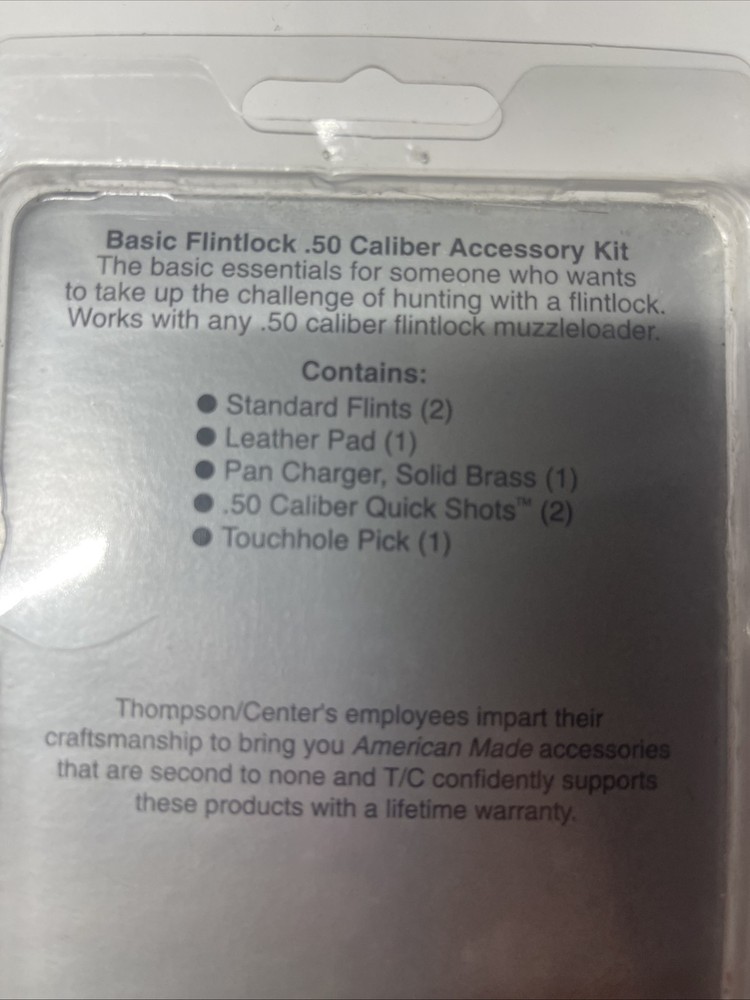 Basic Flintlock .50 Caliber Accessory Kit
The basic essentials for someone who wants
to take up the challenge of hunting with a flintlock.
Works with any .50 caliber flintlock muzzleloader.
Contains:
● Standard Flints (2)
● Leather Pad (1)
● Pan Charger, Solid Brass (1)
● .50 Caliber Quick Shots™ (2)
● Touchhole Pick (1)
Thompson/Center's employees impart their
craftsmanship to bring you American Made accessories
that are second to none and T/C confidently supports
these products with a lifetime warranty.